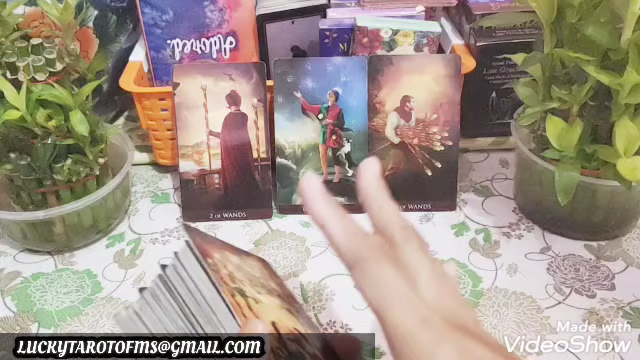 Adored.
2 OF WANDS
OF WANDS
LUCKYTAROTOFMS@GMAIL.COM
Made with
VideoShow